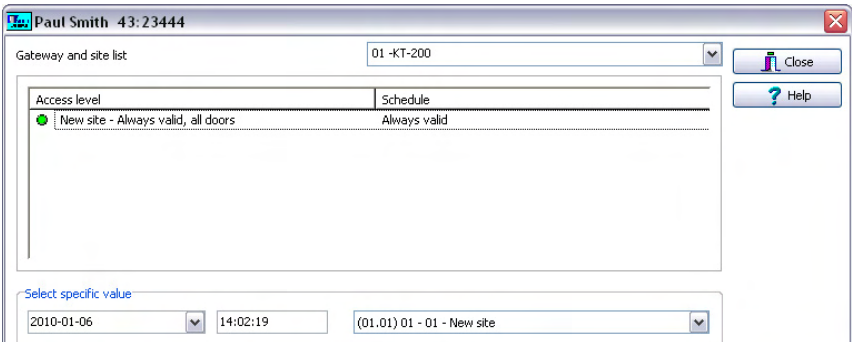 Paul Smith 43:23444
Gateway and site list 01 -KT-200 Close
Help
Access level Schedule
New site - Always valid, all doors Always valid
Select specific value
2010-01-06 14:02:19 (01.01) 01 - 01 - New site